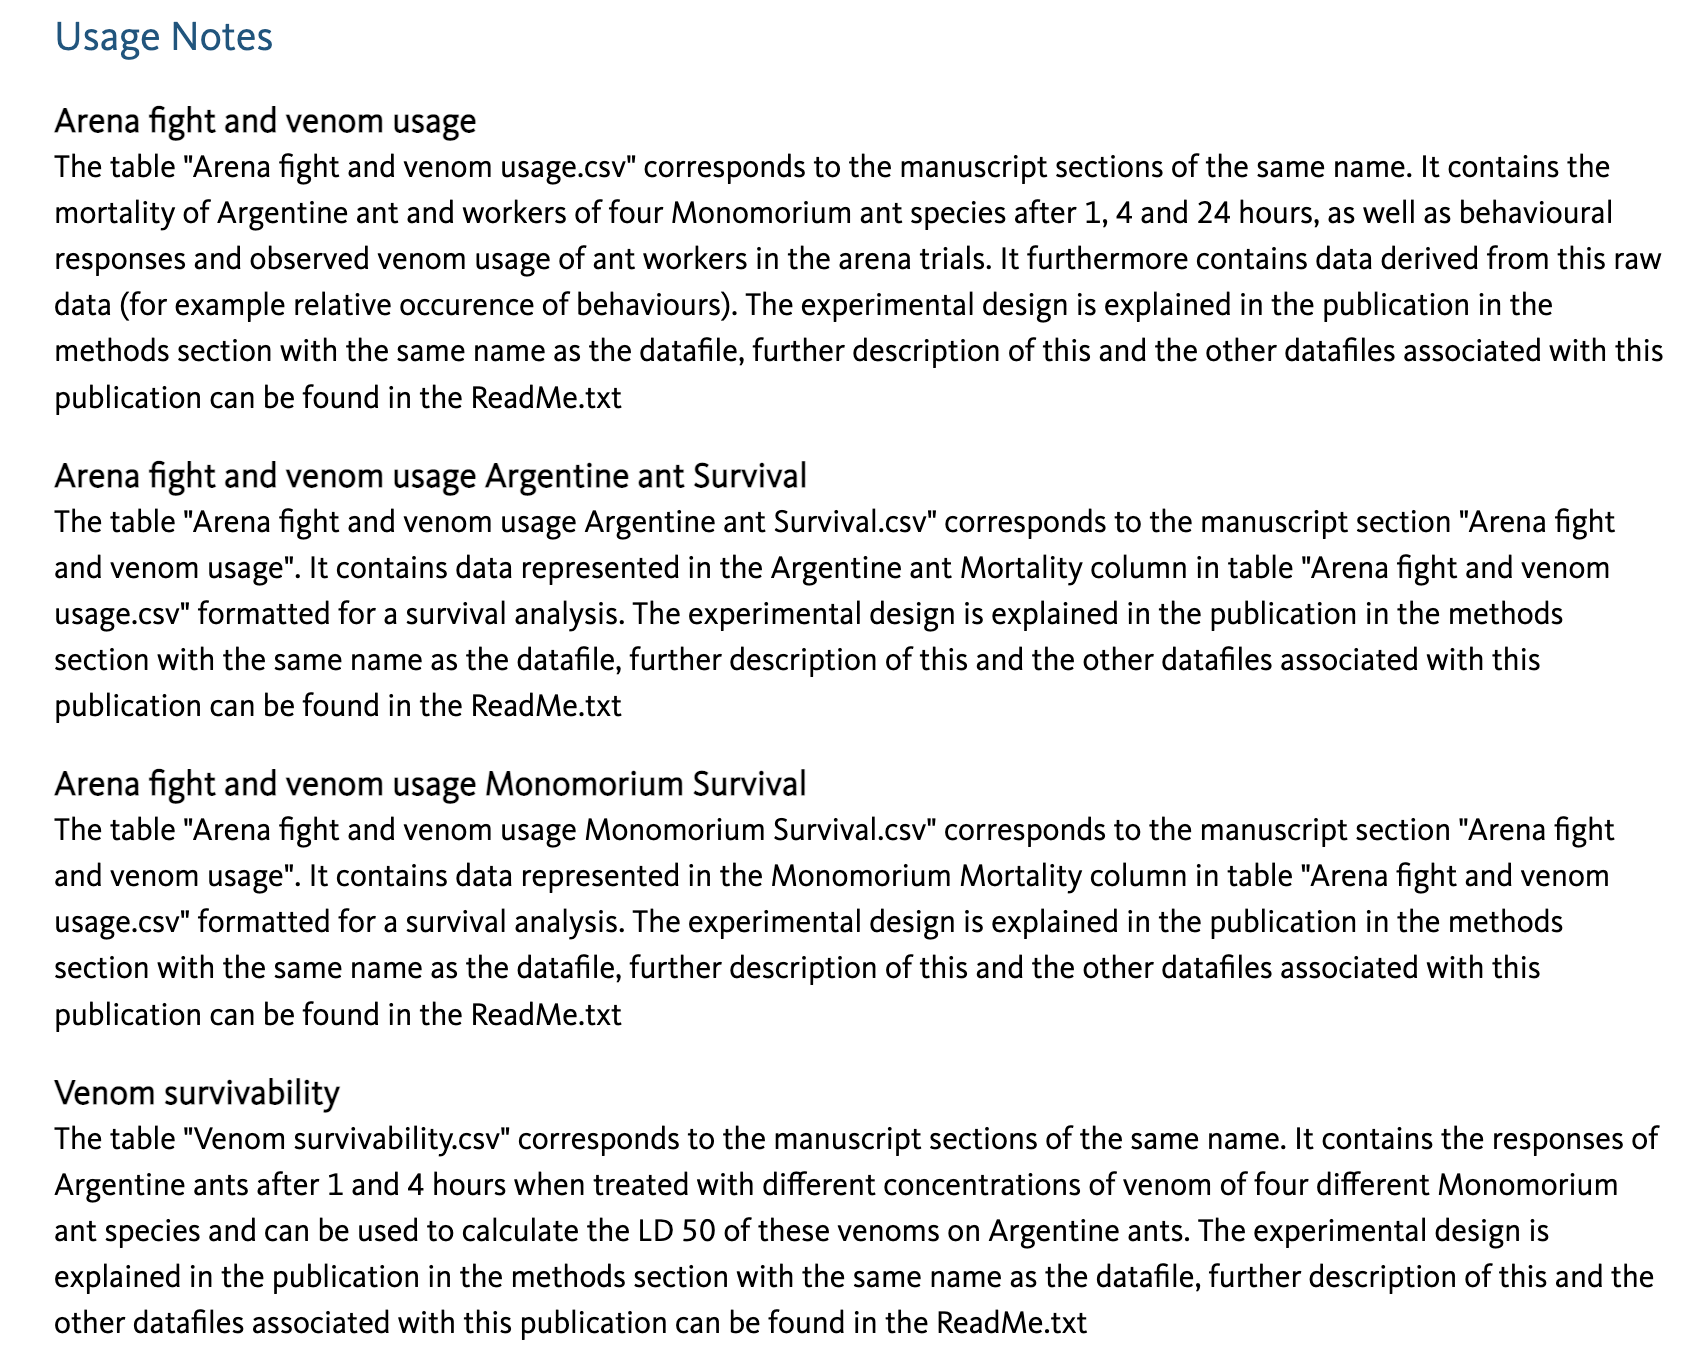 Usage Notes
Arena fight and venom usage
The table "Arena fight and venom usage.csv" corresponds to the manuscript sections of the same name. It contains the
mortality of Argentine ant and workers of four Monomorium ant species after 1, 4 and 24 hours, as well as behavioural
responses and observed venom usage of ant workers in the arena trials. It furthermore contains data derived from this raw
data (for example relative occurence of behaviours). The experimental design is explained in the publication in the
methods section with the same name as the datafile, further description of this and the other datafiles associated with this
publication can be found in the ReadMe.txt
Arena fight and venom usage Argentine ant Survival
The table "Arena fight and venom usage Argentine ant Survival.csv" corresponds to the manuscript section "Arena fight
and venom usage". It contains data represented in the Argentine ant Mortality column in table "Arena fight and venom
usage.csv" formatted for a survival analysis. The experimental design is explained in the publication in the methods
section with the same name as the datafile, further description of this and the other datafiles associated with this
publication can be found in the ReadMe.txt
Arena fight and venom usage Monomorium Survival
The table "Arena fight and venom usage Monomorium Survival.csv" corresponds to the manuscript section "Arena fight
and venom usage". It contains data represented in the Monomorium Mortality column in table "Arena fight and venom
usage.csv" formatted for a survival analysis. The experimental design is explained in the publication in the methods
section with the same name as the datafile, further description of this and the other datafiles associated with this
publication can be found in the ReadMe.txt
Venom survivability
The table "Venom survivability.csv" corresponds to the manuscript sections of the same name. It contains the responses of
Argentine ants after 1 and 4 hours when treated with different concentrations of venom of four different Monomorium
ant species and can be used to calculate the LD 50 of these venoms on Argentine ants. The experimental design is
explained in the publication in the methods section with the same name as the datafile, further description of this and the
other datafiles associated with this publication can be found in the ReadMe.txt